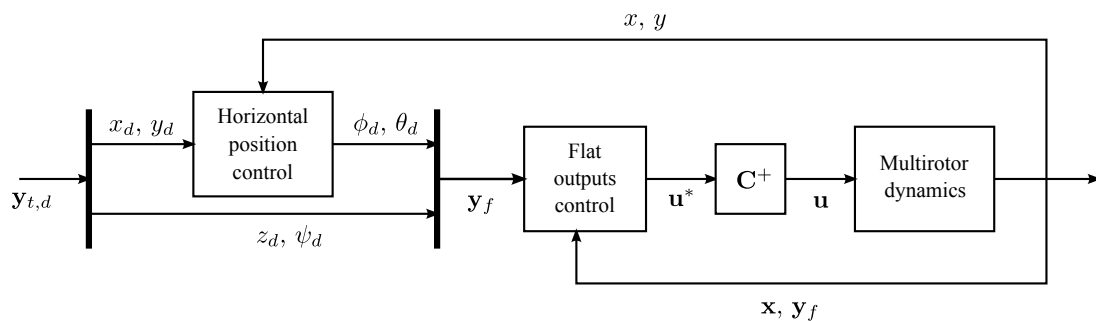 x, y
Horizontal
position
control
x_d, y_d
ϕ_d, θ_d
y_{t,d}
z_d, ψ_d
y_f
Flat
outputs
control
u*
C⁺
u
Multirotor
dynamics
x, y_f